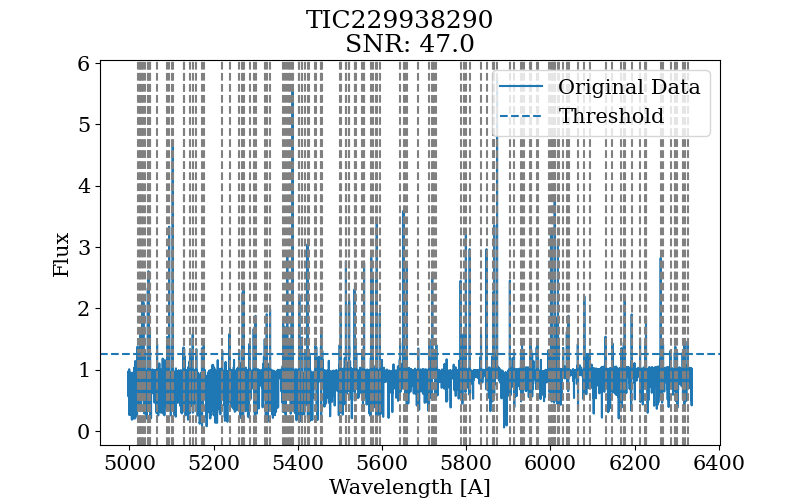 TIC229938290
SNR: 47.0
6
5
4
3
2
1
0
Flux
Original Data
Threshold
5000 5200 5400 5600 5800 6000 6200 6400
Wavelength [A]